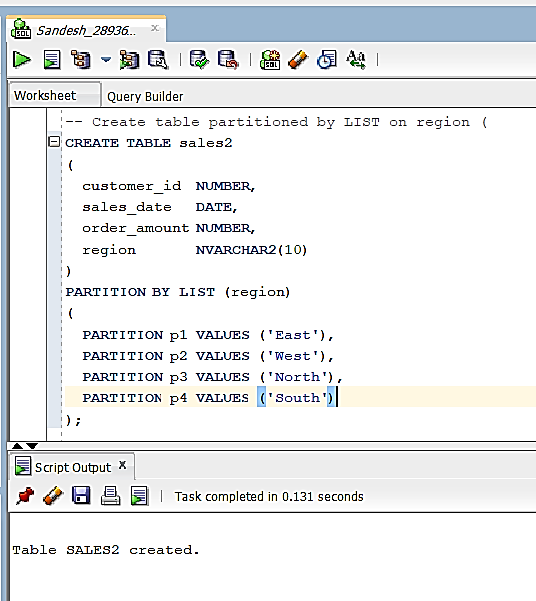 Sandesh_28936...
SQL
Worksheet Query Builder
-- Create table partitioned by LIST on region (
CREATE TABLE sales2
(
customer_id NUMBER,
sales_date DATE,
order_amount NUMBER,
region NVARCHAR2(10)
)
PARTITION BY LIST (region)
(
PARTITION p1 VALUES ('East'),
PARTITION p2 VALUES ('West'),
PARTITION p3 VALUES ('North'),
PARTITION p4 VALUES ('South')
);
Script Output x
Task completed in 0.131 seconds
Table SALES2 created.